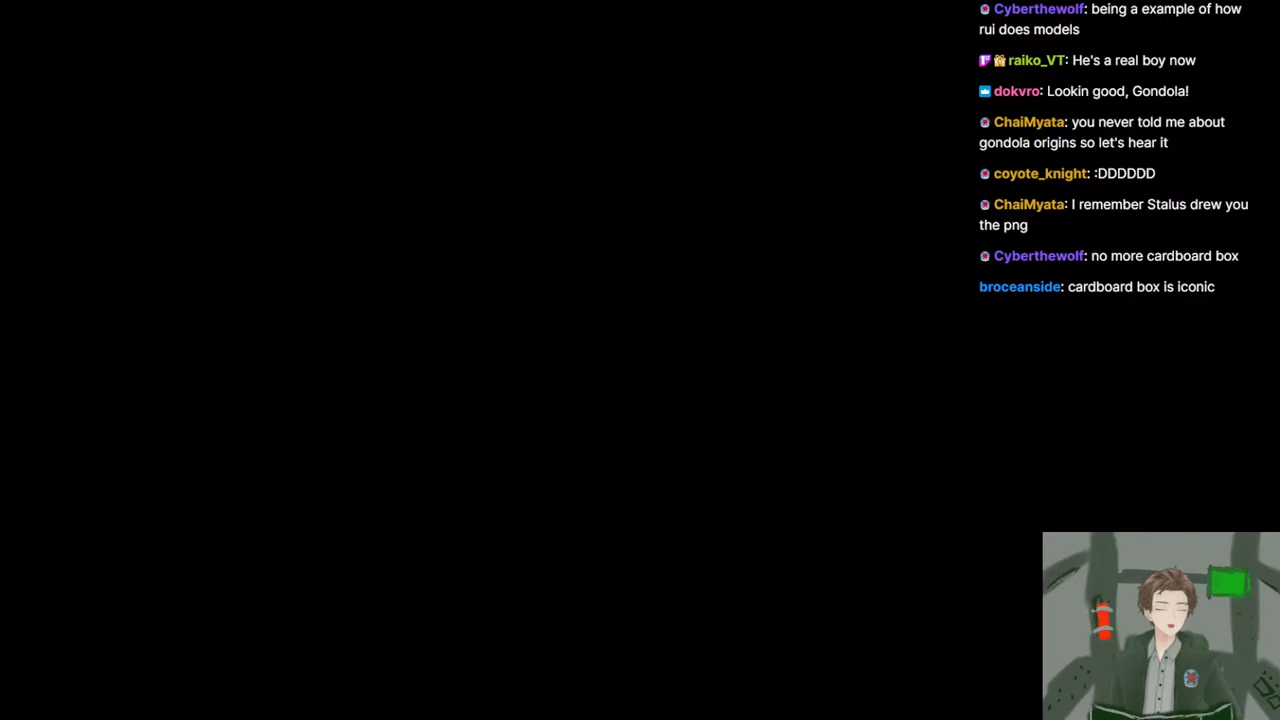 Cyberthewolf: being a example of how
rui does models
raiko_VT: He's a real boy now
dokvro: Lookin good, Gondola!
ChaiMyata: you never told me about
gondola origins so let's hear it
coyote_knight: :DDDDDD
ChaiMyata: I remember Stalus drew you
the png
Cyberthewolf: no more cardboard box
broceanside: cardboard box is iconic